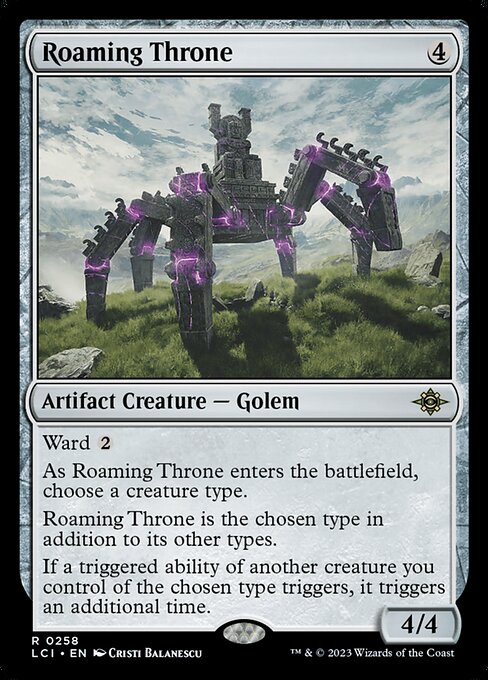 Roaming Throne 4
Artifact Creature — Golem
Ward 2
As Roaming Throne enters the battlefield,
choose a creature type.
Roaming Throne is the chosen type in
addition to its other types.
If a triggered ability of another creature you
control of the chosen type triggers, it triggers
an additional time.
4/4
R 0258
LCI • EN Cristi Balanescu
™ & © 2023 Wizards of the Coast